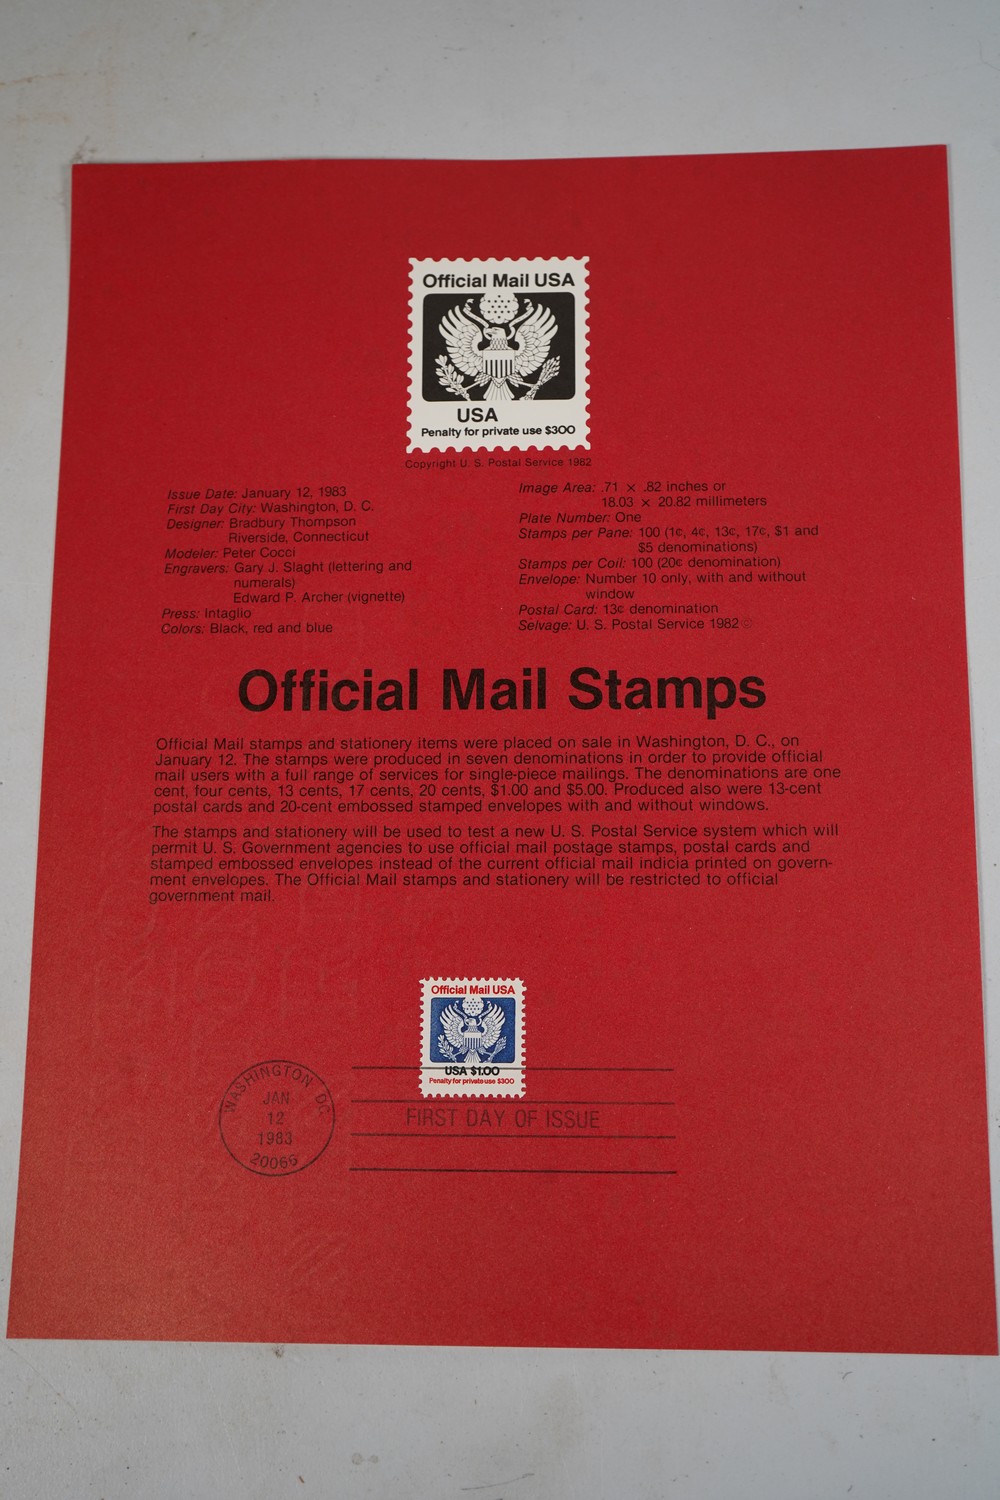 Official Mail USA
USA
Penalty for private use $300
Copyright U. S. Postal Service 1982
Issue Date: January 12, 1983
First Day City: Washington, D. C.
Designer: Bradbury Thompson
Riverside, Connecticut
Modeler: Peter Cocci
Engravers: Gary J. Slaght (lettering and
numerals)
Edward P. Archer (vignette)
Press: Intaglio
Colors: Black, red and blue
Image Area: .71 × .82 inches or
18.03 × 20.82 millimeters
Plate Number: One
Stamps per Pane: 100 (1¢, 4¢, 13¢, 17¢, $1 and
$5 denominations)
Stamps per Coil: 100 (20¢ denomination)
Envelope: Number 10 only, with and without
window
Postal Card: 13¢ denomination
Selvage: U. S. Postal Service 1982©
Official Mail Stamps
Official Mail stamps and stationery items were placed on sale in Washington, D. C., on
January 12. The stamps were produced in seven denominations in order to provide official
mail users with a full range of services for single-piece mailings. The denominations are one
cent, four cents, 13 cents, 17 cents, 20 cents, $1.00 and $5.00. Produced also were 13-cent
postal cards and 20-cent embossed stamped envelopes with and without windows.
The stamps and stationery will be used to test a new U. S. Postal Service system which will
permit U. S. Government agencies to use official mail postage stamps, postal cards and
stamped embossed envelopes instead of the current official mail indicia printed on govern-
ment envelopes. The Official Mail stamps and stationery will be restricted to official
government mail.
Official Mail USA
USA $1.00
Penalty for private use $300
WASHINGTON DC
JAN
12
1983
20066
FIRST DAY OF ISSUE